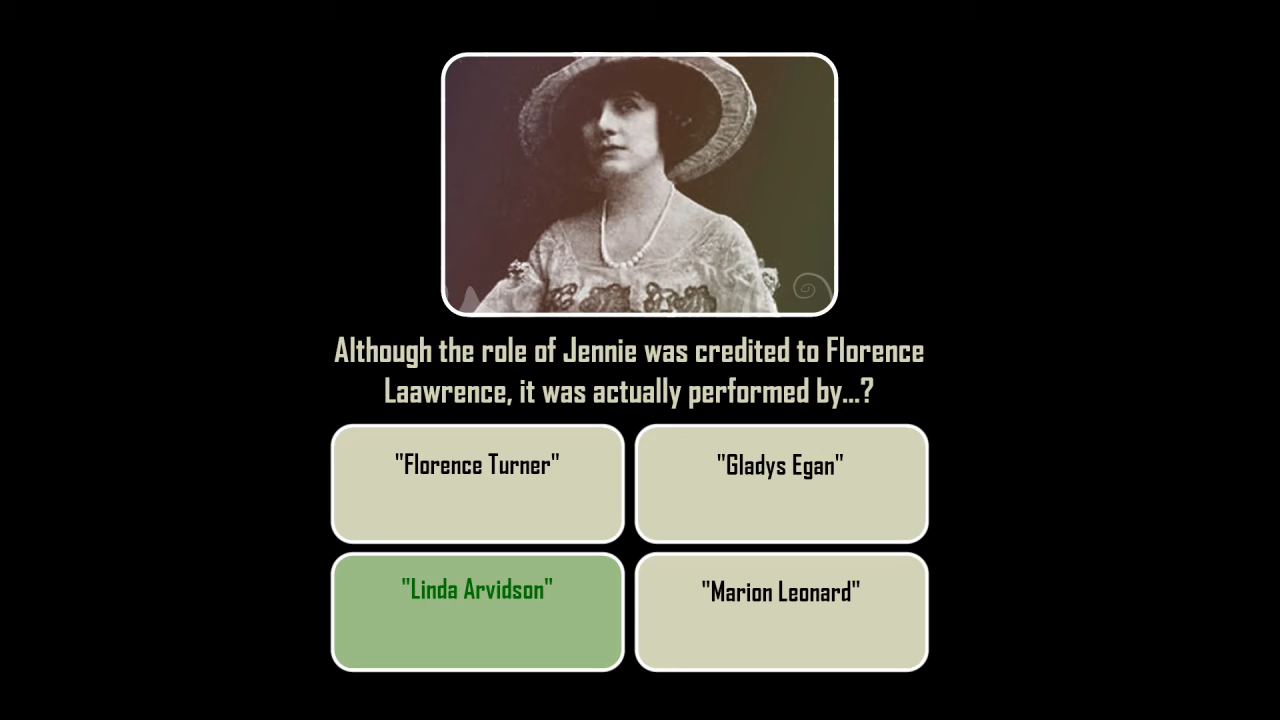 Although the role of Jennie was credited to Florence
Laawrence, it was actually performed by...?
"Florence Turner"
"Gladys Egan"
"Linda Arvidson"
"Marion Leonard"